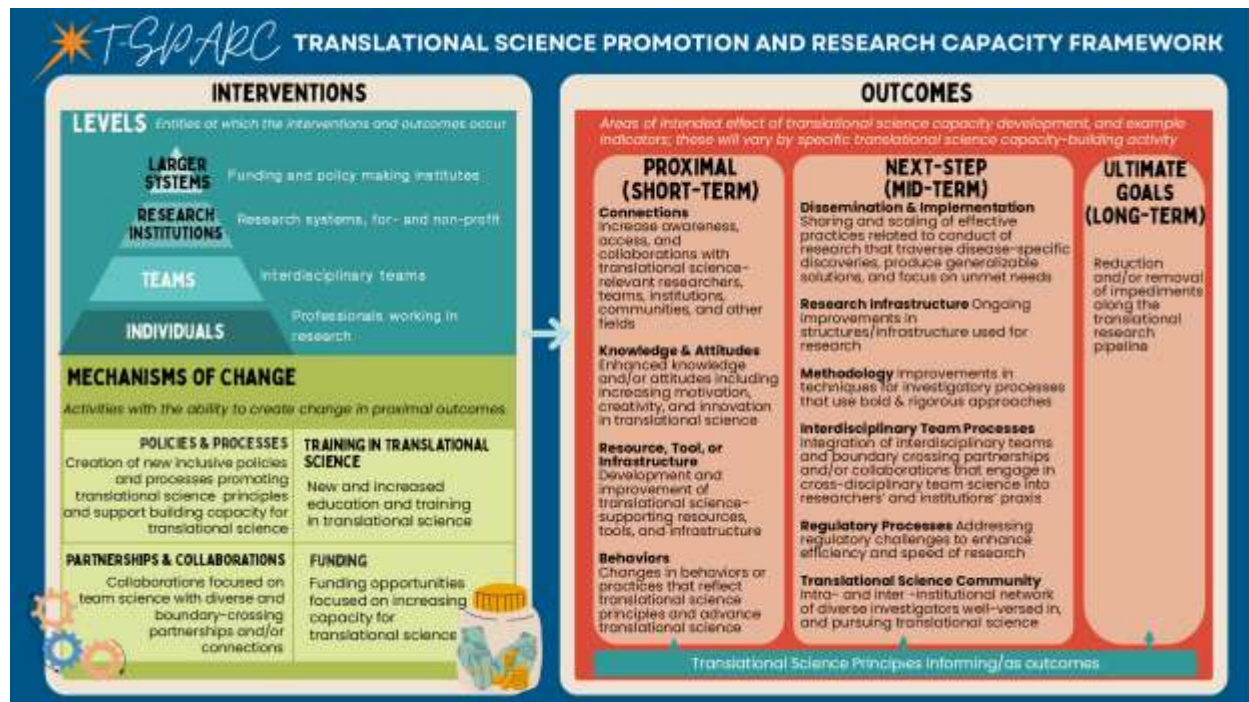 T-SPARC TRANSLATIONAL SCIENCE PROMOTION AND RESEARCH CAPACITY FRAMEWORK
INTERVENTIONS
LEVELS Entities at which the interventions and outcomes occur
LARGER
SYSTEMS
Funding and policy making institutes
RESEARCH
INSTITUTIONS
Research systems, for- and non-profit
TEAMS
Interdisciplinary teams
INDIVIDUALS
Professionals working in
research
MECHANISMS OF CHANGE
Activities with the ability to create change in proximal outcomes
POLICIES & PROCESSES
Creation of new inclusive policies
and processes promoting
translational science principles
and support building capacity for
translational science
TRAINING IN TRANSLATIONAL
SCIENCE
New and increased
education and training
in translational science
PARTNERSHIPS & COLLABORATIONS
Collaborations focused on
team science with diverse and
boundary-crossing
partnerships and/or
connections
FUNDING
Funding opportunities
focused on increasing
capacity for
translational science
OUTCOMES
Areas of intended effect of translational science capacity development, and example
indicators; these will vary by specific translational science capacity-building activity
PROXIMAL
(SHORT-TERM)
Connections
Increase awareness,
access, and
collaborations with
translational science-
relevant researchers,
teams, institutions,
communities, and other
fields
Knowledge & Attitudes
Enhanced knowledge
and/or attitudes including
increasing motivation,
creativity, and innovation
in translational science
Resource, Tool, or
Infrastructure
Development and
improvement of
translational science-
supporting resources,
tools, and infrastructure
Behaviors
Changes in behaviors or
practices that reflect
translational science
principles and advance
translational science
NEXT-STEP
(MID-TERM)
Dissemination & Implementation
Sharing and scaling of effective
practices related to conduct of
research that traverse disease-specific
discoveries, produce generalizable
solutions, and focus on unmet needs
Research Infrastructure Ongoing
improvements in
structures/infrastructure used for
research
Methodology Improvements in
techniques for investigatory processes
that use bold & rigorous approaches
Interdisciplinary Team Processes
Integration of interdisciplinary teams
and boundary crossing partnerships
and/or collaborations that engage in
cross-disciplinary team science into
researchers' and institutions' praxis
Regulatory Processes Addressing
regulatory challenges to enhance
efficiency and speed of research
Translational Science Community
Intra- and inter -institutional network
of diverse investigators well-versed in,
and pursuing translational science
ULTIMATE
GOALS
(LONG-TERM)
Reduction
and/or removal
of impediments
along the
translational
research
pipeline
Translational Science Principles informing/as outcomes